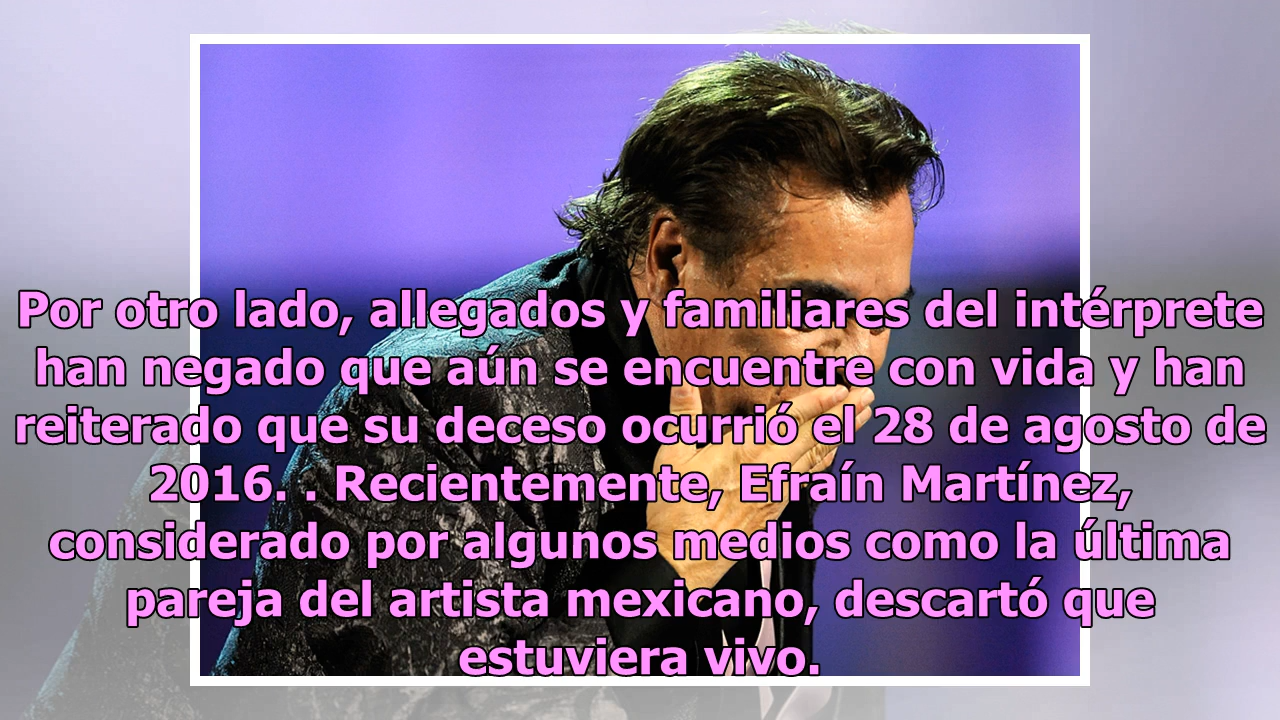 Por otro lado, allegados y familiares del intérprete
han negado que aún se encuentre con vida y han
reiterado que su deceso ocurrió el 28 de agosto de
2016. . Recientemente, Efraín Martínez,
considerado por algunos medios como la última
pareja del artista mexicano, descartó que
estuviera vivo.